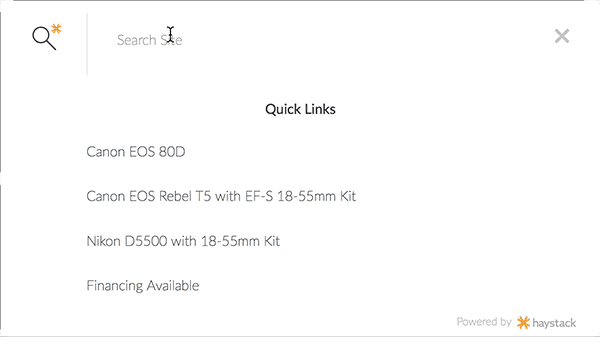 Search Site
Quick Links
Canon EOS 80D
Canon EOS Rebel T5 with EF-S 18-55mm Kit
Nikon D5500 with 18-55mm Kit
Financing Available
Powered by haystack